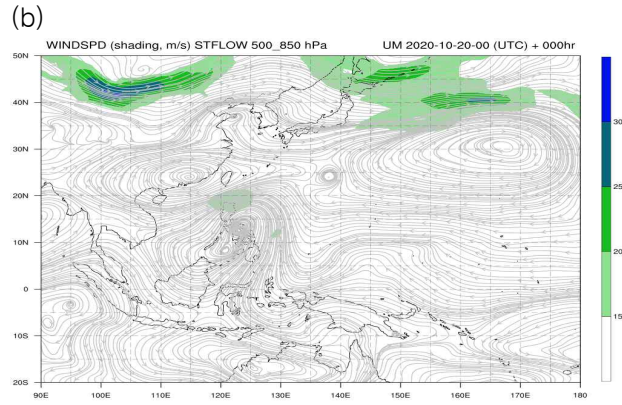 (b)
WINDSPD (shading, m/s) STFLOW 500_850 hPa UM 2020-10-20-00 (UTC) + 000hr
50N
40N
30N
20N
10N
0
10S
20S
90E 100E 110E 120E 130E 140E 150E 160E 170E 180
30
25
20
15